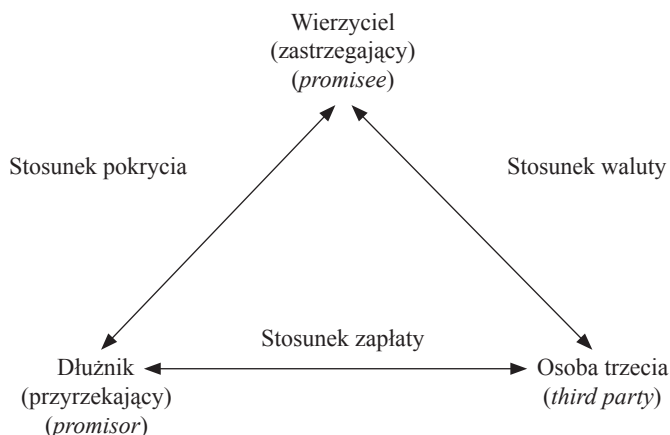 Wierzyciel
(zastrzegający)
(promisee)
Stosunek pokrycia
Stosunek waluty
Stosunek zapłaty
Dłużnik
(przyrzekający)
(promisor)
Osoba trzecia
(third party)